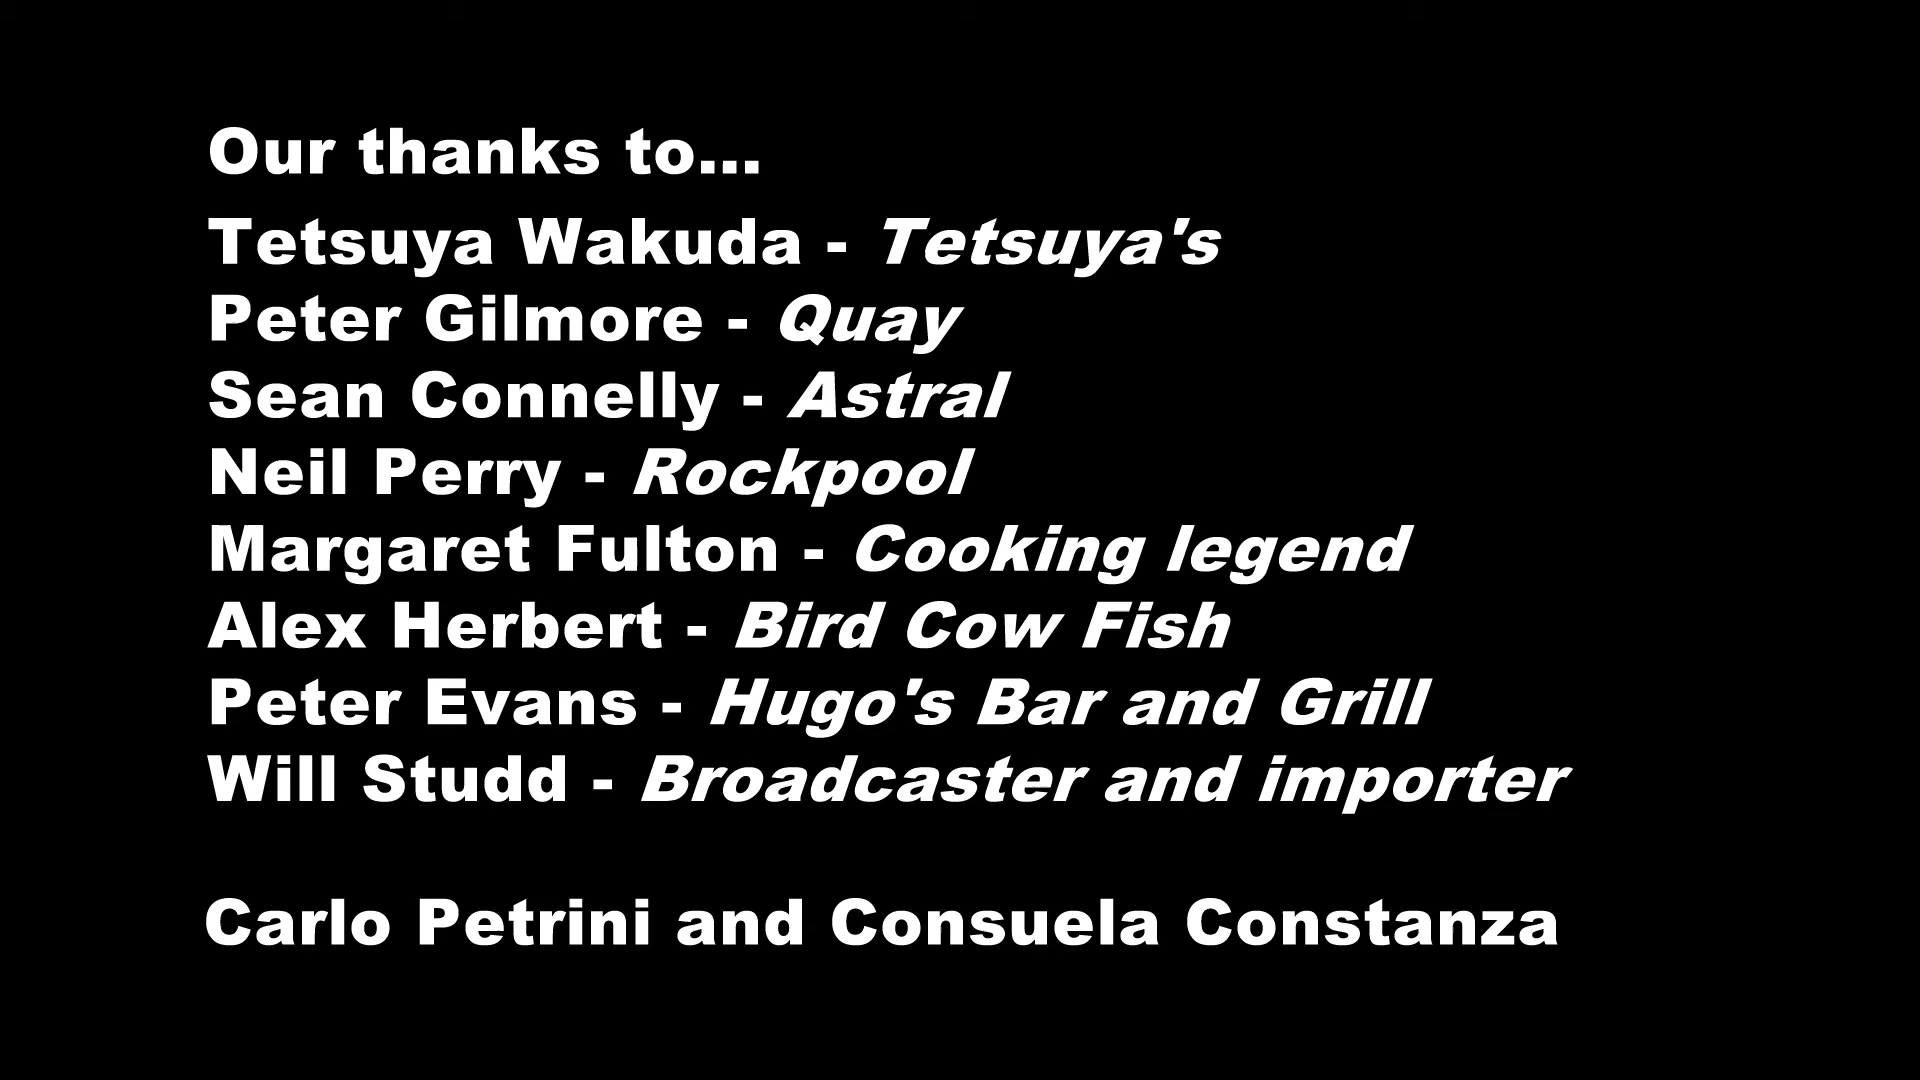 Our thanks to...
Tetsuya Wakuda - Tetsuya's
Peter Gilmore - Quay
Sean Connelly - Astral
Neil Perry - Rockpool
Margaret Fulton - Cooking legend
Alex Herbert - Bird Cow Fish
Peter Evans - Hugo's Bar and Grill
Will Studd - Broadcaster and importer
Carlo Petrini and Consuela Constanza